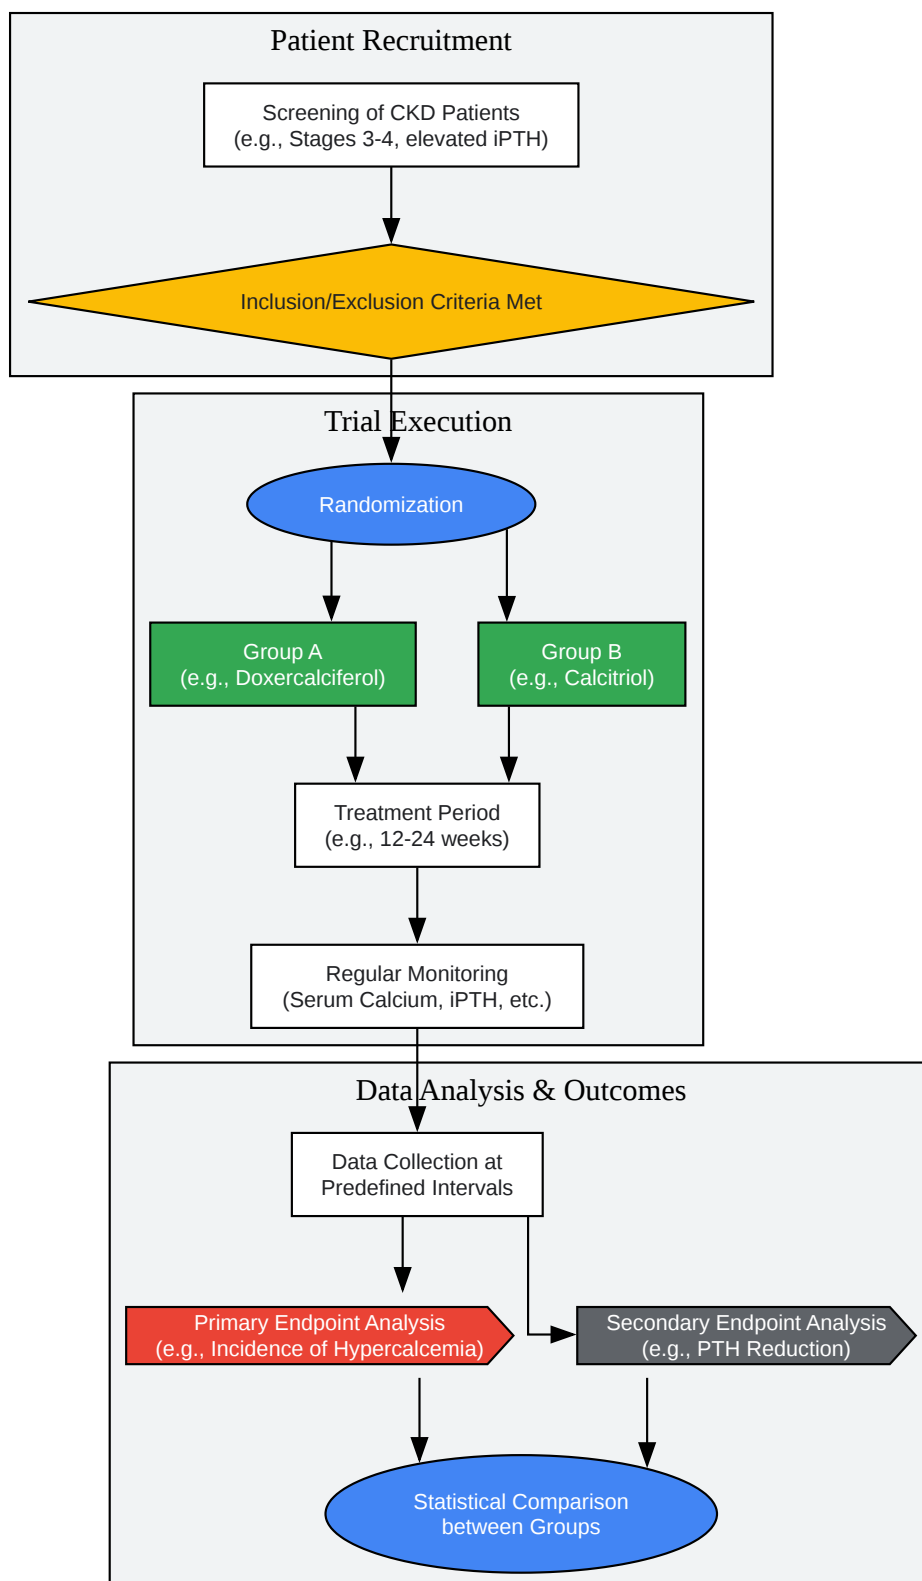 Patient Recruitment
Screening of CKD Patients
(e.g., Stages 3-4, elevated iPTH)
Inclusion/Exclusion Criteria Met
Trial Execution
Randomization
Group A
(e.g., Doxercalciferol)
Group B
(e.g., Calcitriol)
Treatment Period
(e.g., 12-24 weeks)
Regular Monitoring
(Serum Calcium, iPTH, etc.)
Data Analysis & Outcomes
Data Collection at
Predefined Intervals
Primary Endpoint Analysis
(e.g., Incidence of Hypercalcemia)
Secondary Endpoint Analysis
(e.g., PTH Reduction)
Statistical Comparison
between Groups